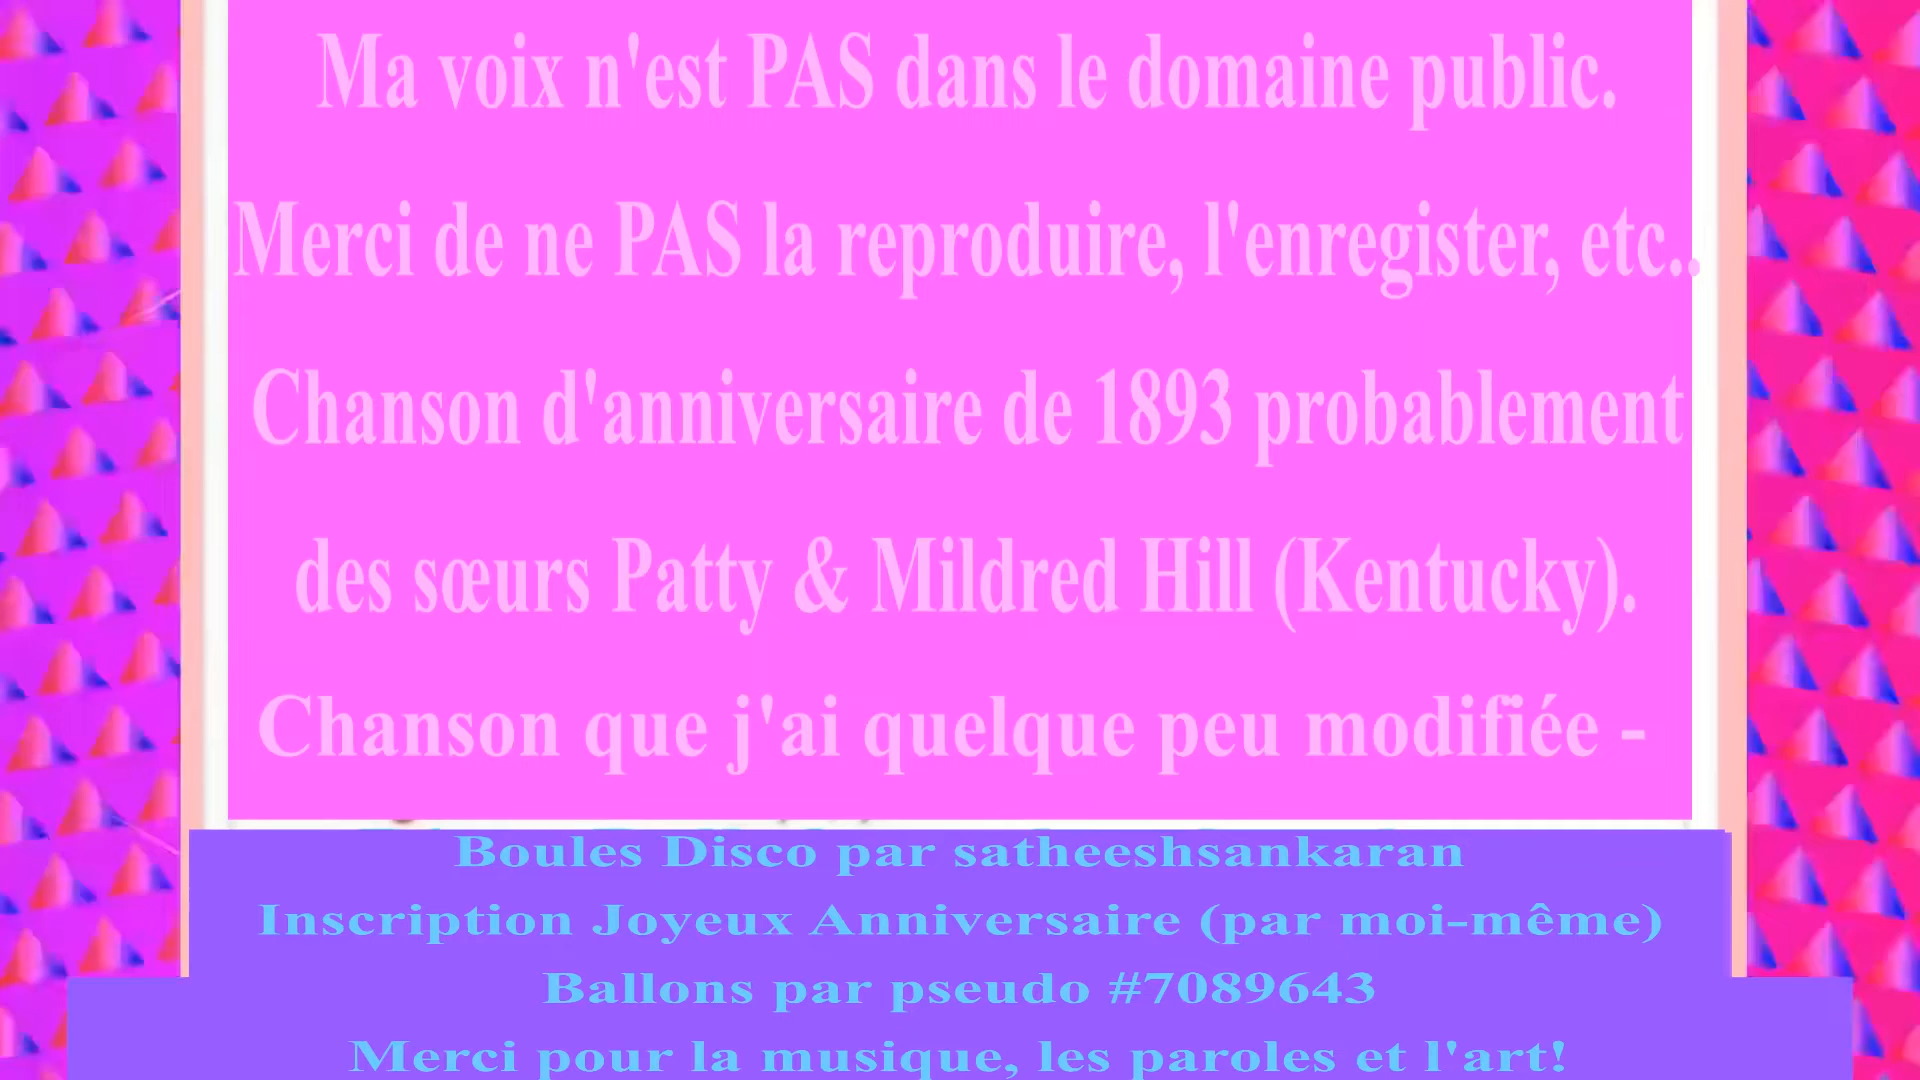 Ma voix n'est PAS dans le domaine public.
Merci de ne PAS la reproduire, l'enregister, etc..
Chanson d'anniversaire de 1893 probablement
des sœurs Patty & Mildred Hill (Kentucky).
Chanson que j'ai quelque peu modifiée -
Boules Disco par satheeshsankaran
Inscription Joyeux Anniversaire (par moi-même)
Ballons par pseudo #7089643
Merci pour la musique, les paroles et l'art!